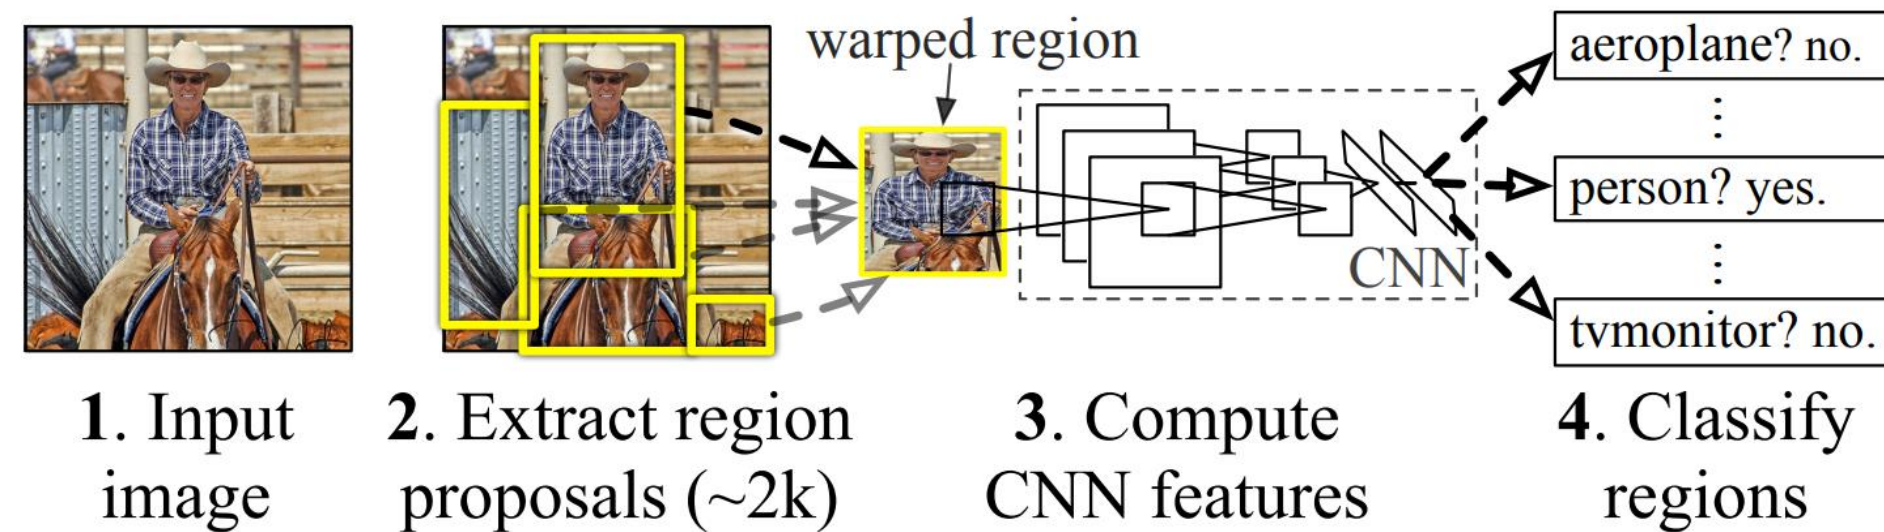 warped region
aeroplane? no.
⋮
person? yes.
⋮
tvmonitor? no.
CNN
1. Input
image
2. Extract region
proposals (~2k)
3. Compute
CNN features
4. Classify
regions